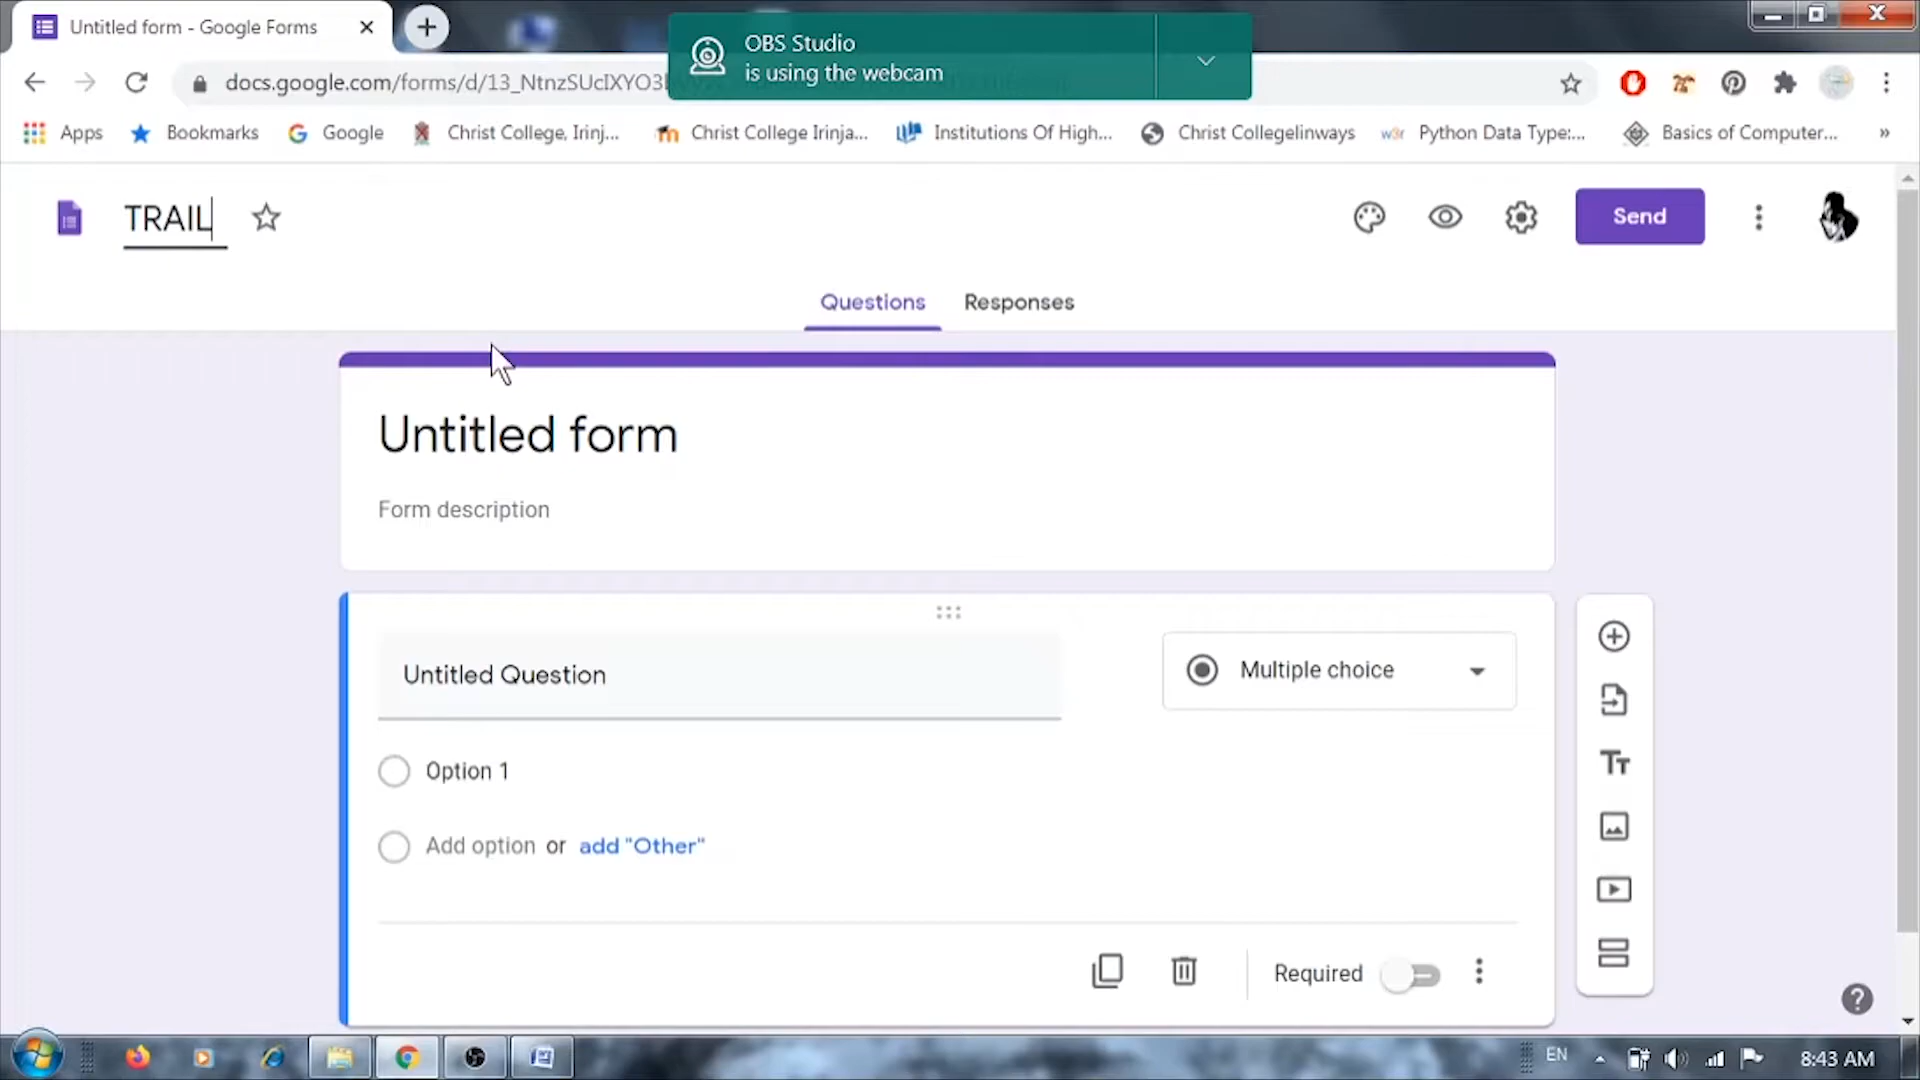 Untitled form - Google Forms
OBS Studio
is using the webcam
docs.google.com/forms/d/13_NtnzSUcIXYO3
Apps
Bookmarks
Google
Christ College, Irinj...
Christ College Irinja...
Institutions Of High...
Christ Collegelinways
Python Data Type:...
Basics of Computer...
»
TRAIL
Send
Questions
Responses
Untitled form
Form description
Untitled Question
Multiple choice
Option 1
Add option or add "Other"
Required
EN
8:43 AM